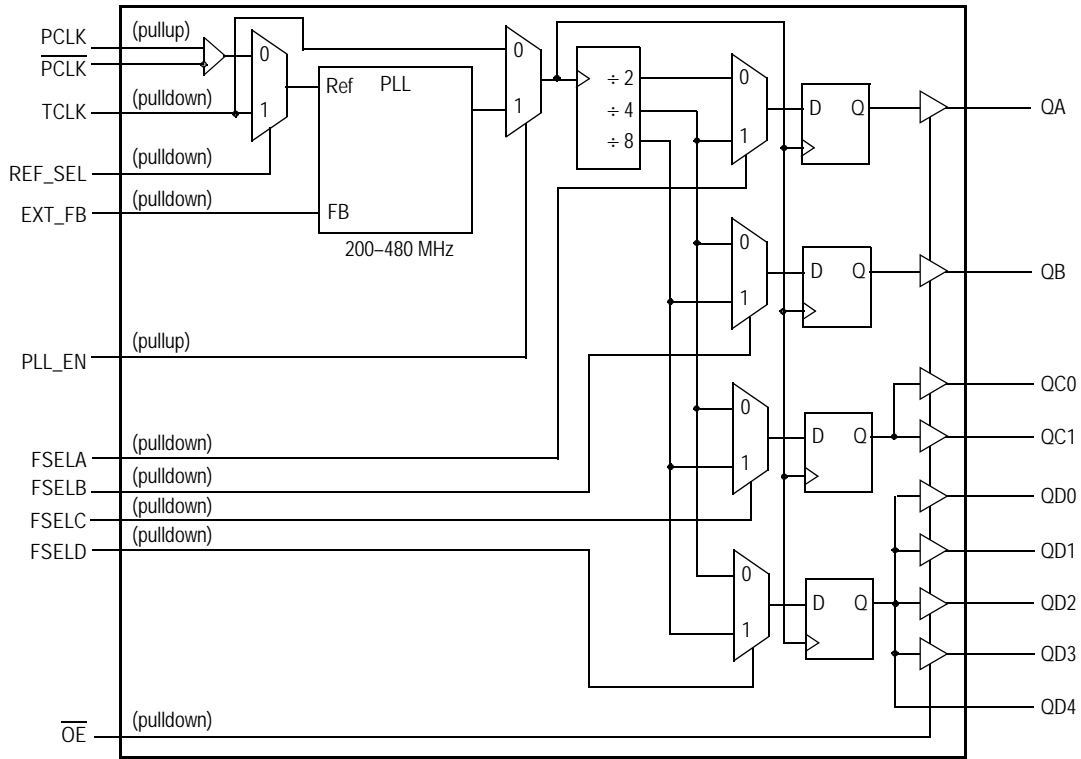 PCLK (pullup)
PCLK
TCLK (pulldown)
REF_SEL (pulldown)
EXT_FB (pulldown)
0
1
Ref PLL
FB
200–480 MHz
0
1
÷ 2
÷ 4
÷ 8
0
1
D Q
QA
0
1
D Q
QB
PLL_EN (pullup)
0
1
D Q
QC0
QC1
FSELA (pulldown)
FSELB (pulldown)
FSELC (pulldown)
FSELD (pulldown)
0
1
D Q
QD0
QD1
QD2
QD3
QD4
OE (pulldown)